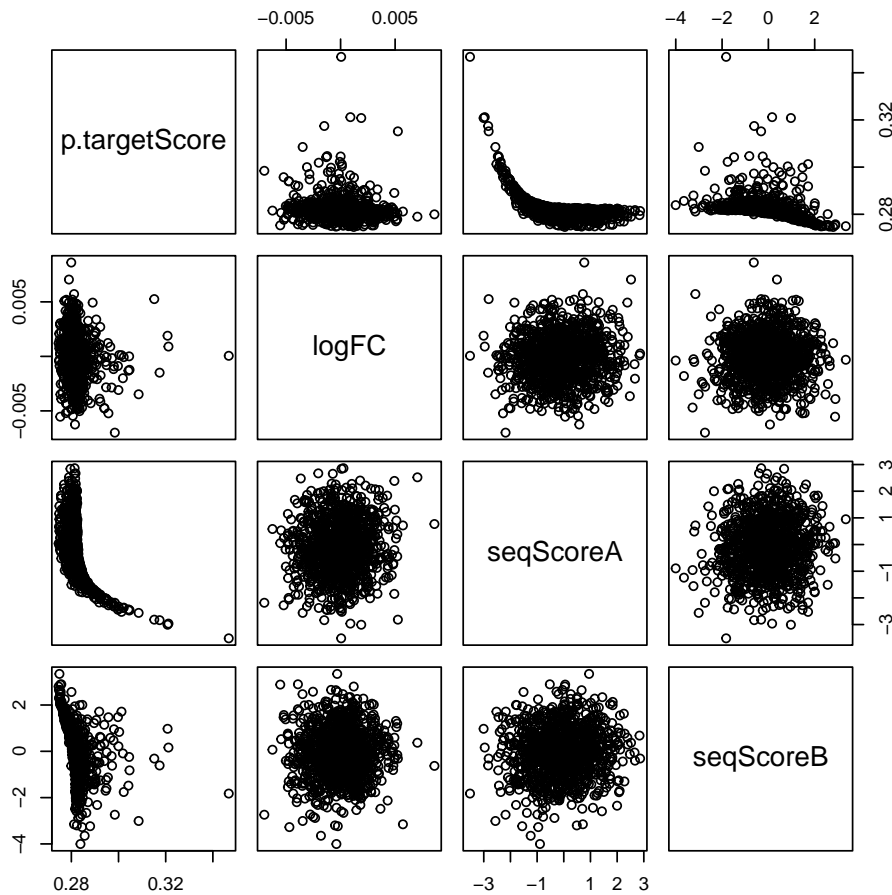 −0.005 0.005 −4 −2 0 2
p.targetScore
0.28 0.32
−0.005 0.005
logFC
seqScoreA
−3 −1 1 2 3
−4 −2 0 2
seqScoreB
0.28 0.32 −3 −1 1 2 3